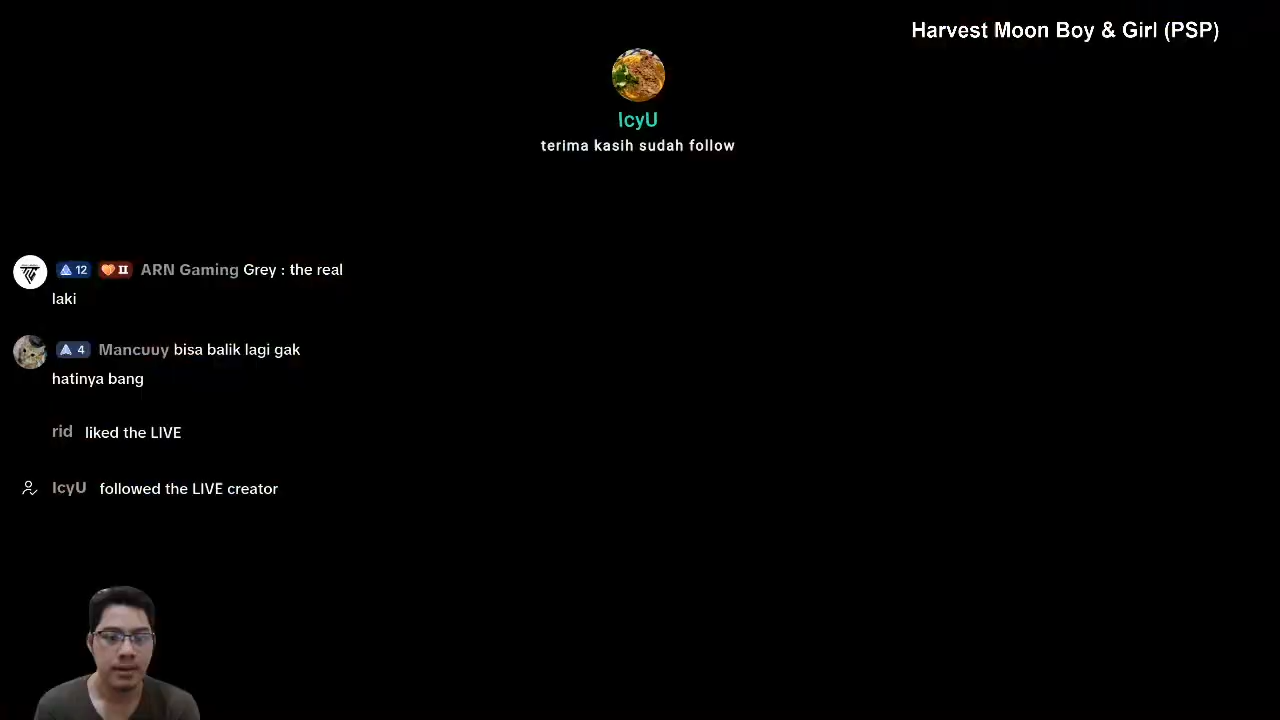 Harvest Moon Boy & Girl (PSP)
IcyU
terima kasih sudah follow
12 II ARN Gaming Grey : the real
laki
4 Mancuuy bisa balik lagi gak
hatinya bang
rid liked the LIVE
IcyU followed the LIVE creator